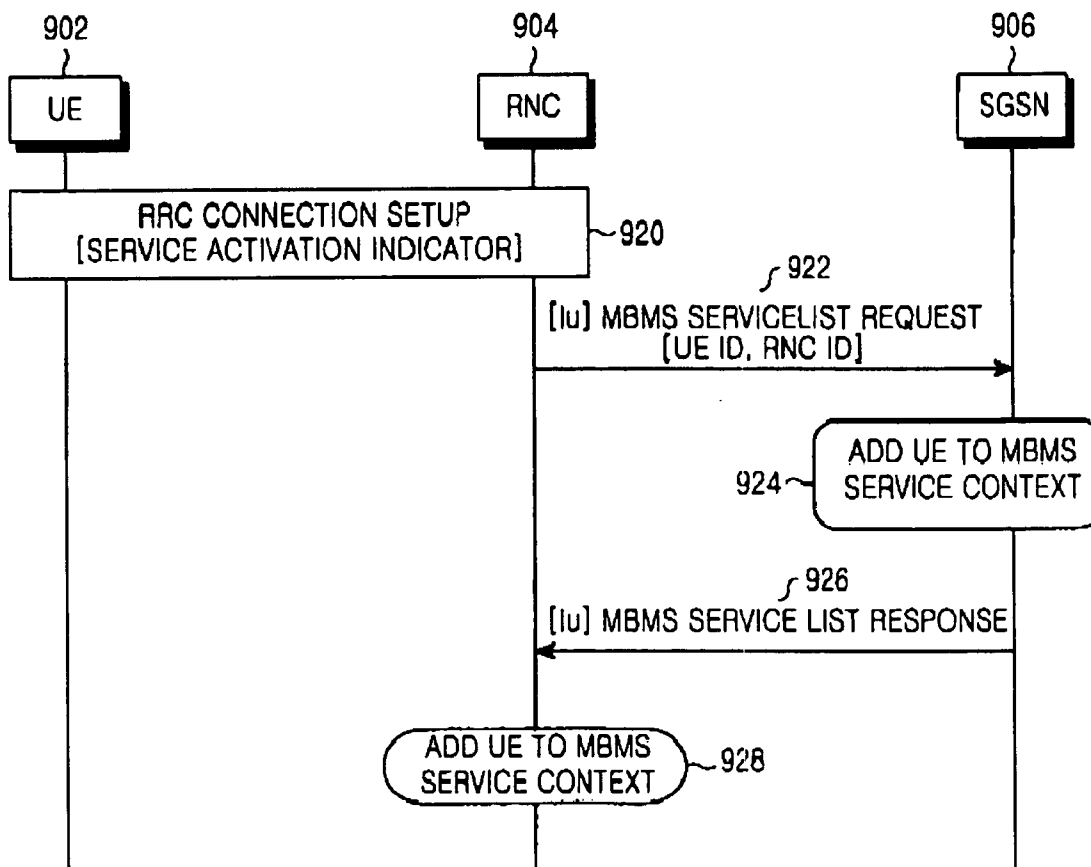 902
904
906
UE
RNC
SGSN
RRC CONNECTION SETUP
[SERVICE ACTIVATION INDICATOR]
920
922
[Iu] MBMS SERVICELIST REQUEST
[UE ID, RNC ID]
924
ADD UE TO MBMS
SERVICE CONTEXT
926
[Iu] MBMS SERVICE LIST RESPONSE
ADD UE TO MBMS
SERVICE CONTEXT
928